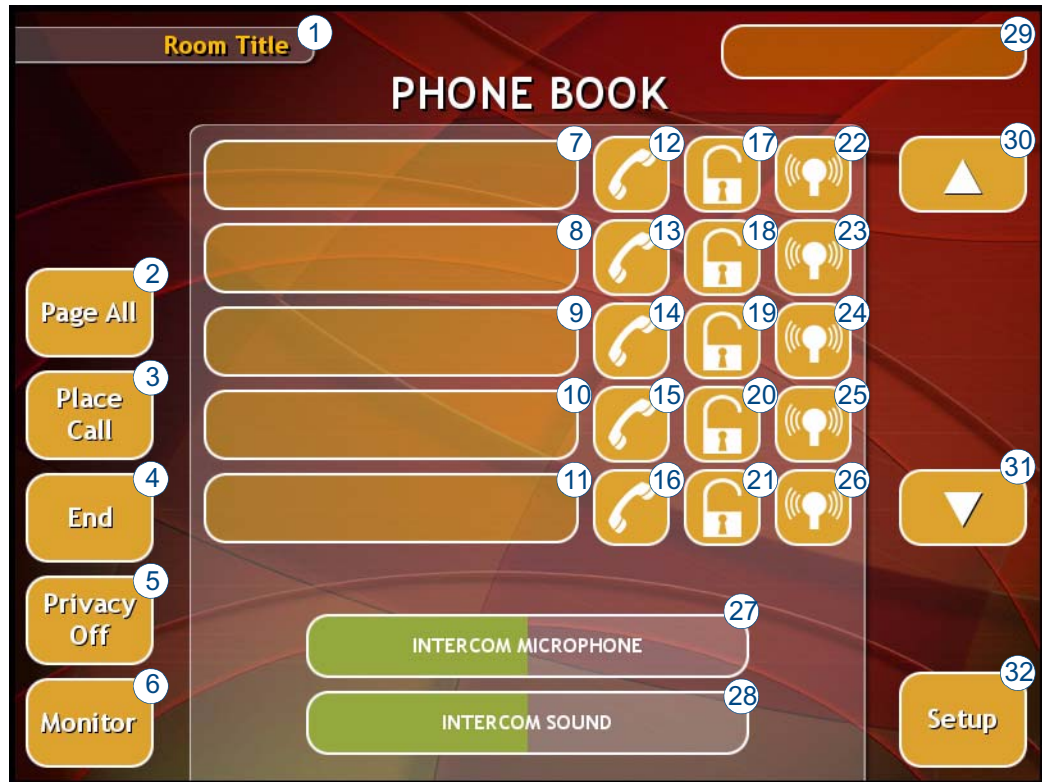 Room Title 1
29
PHONE BOOK
7 12 17 22 30
8 13 18 23
2
Page All
9 14 19 24
3
Place
Call
10 15 20 25
4
End
11 16 21 26 31
5
Privacy
Off
27
INTERCOM MICROPHONE
6
Monitor
28
INTERCOM SOUND
32
Setup